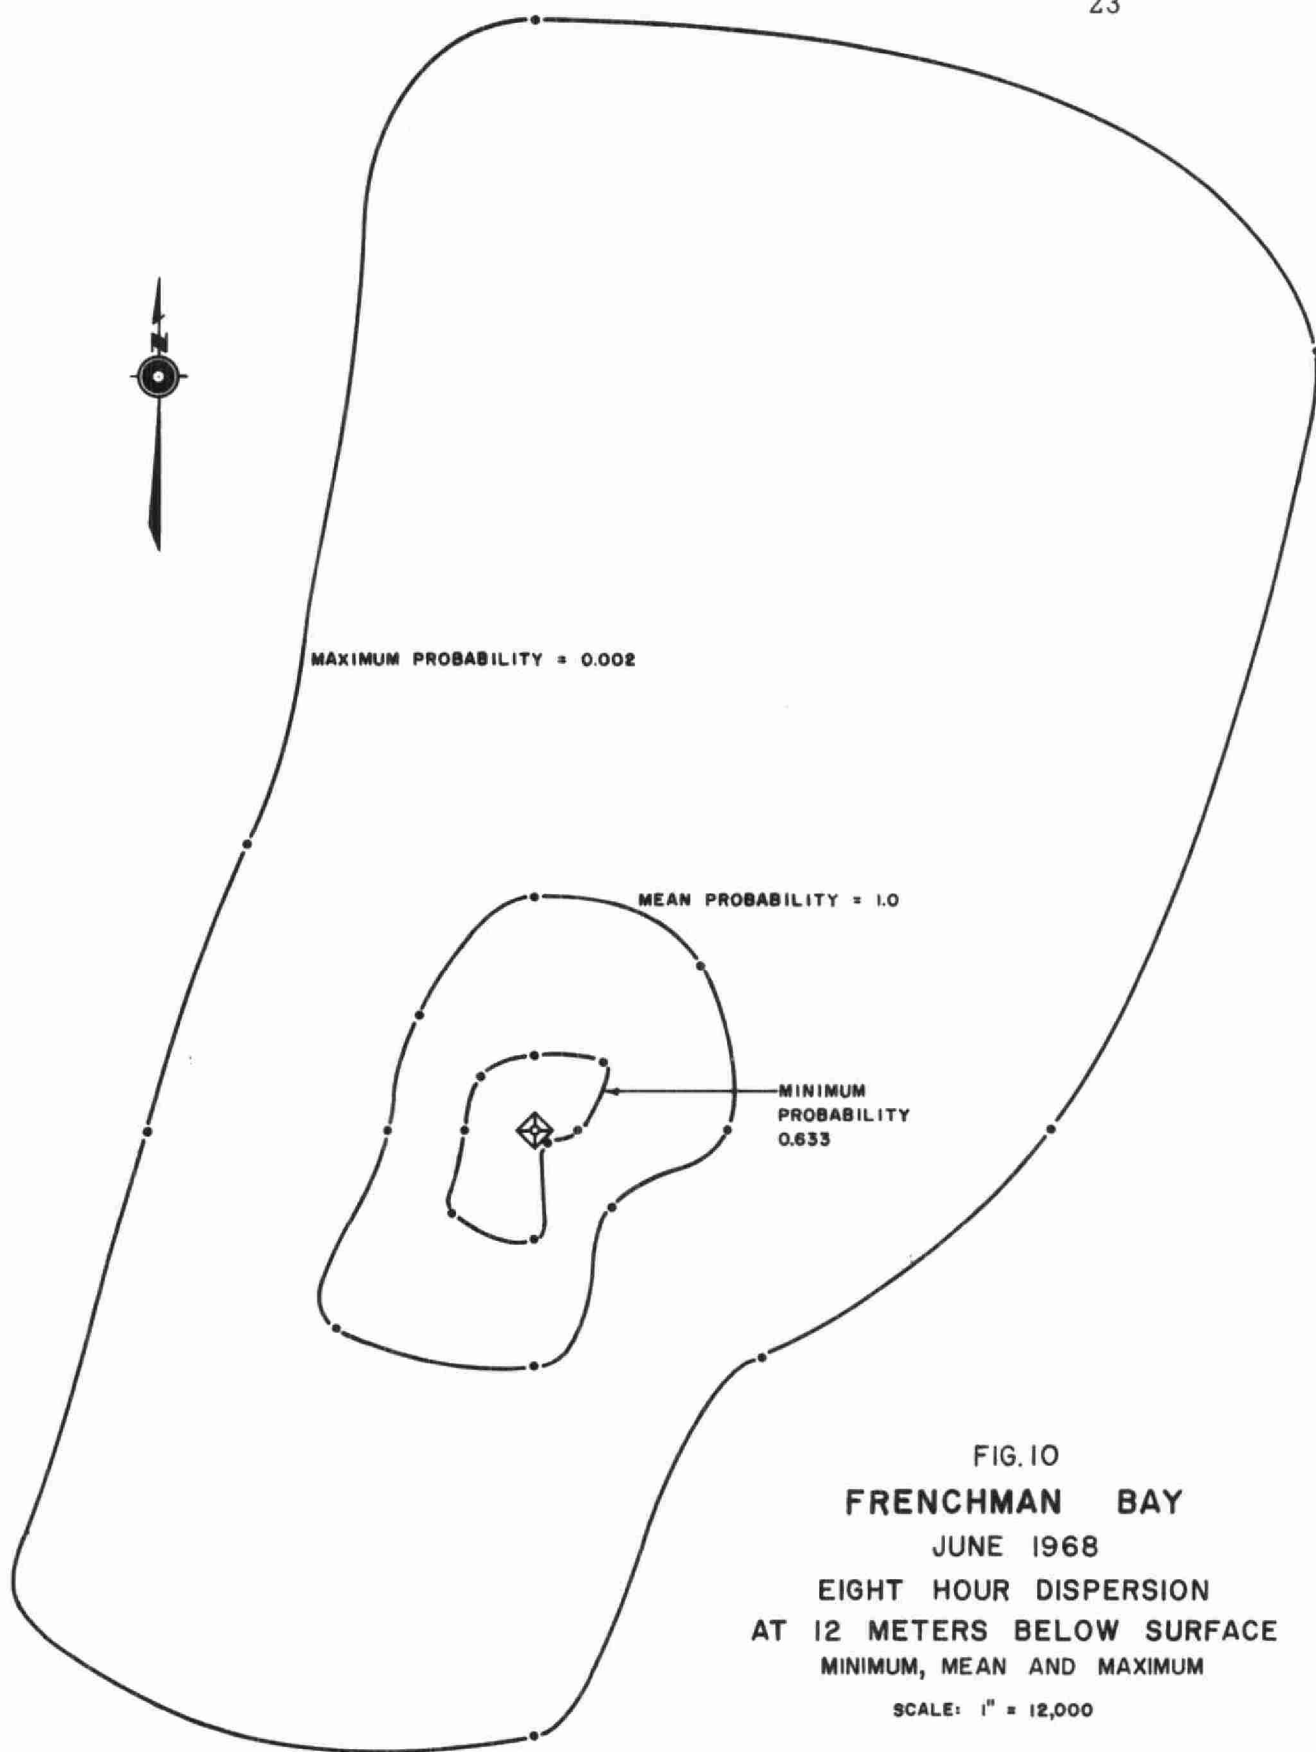 23
N
MAXIMUM PROBABILITY = 0.002
MEAN PROBABILITY = 1.0
MINIMUM
PROBABILITY
0.633
FIG. 10
FRENCHMAN BAY
JUNE 1968
EIGHT HOUR DISPERSION
AT 12 METERS BELOW SURFACE
MINIMUM, MEAN AND MAXIMUM
SCALE: 1" = 12,000